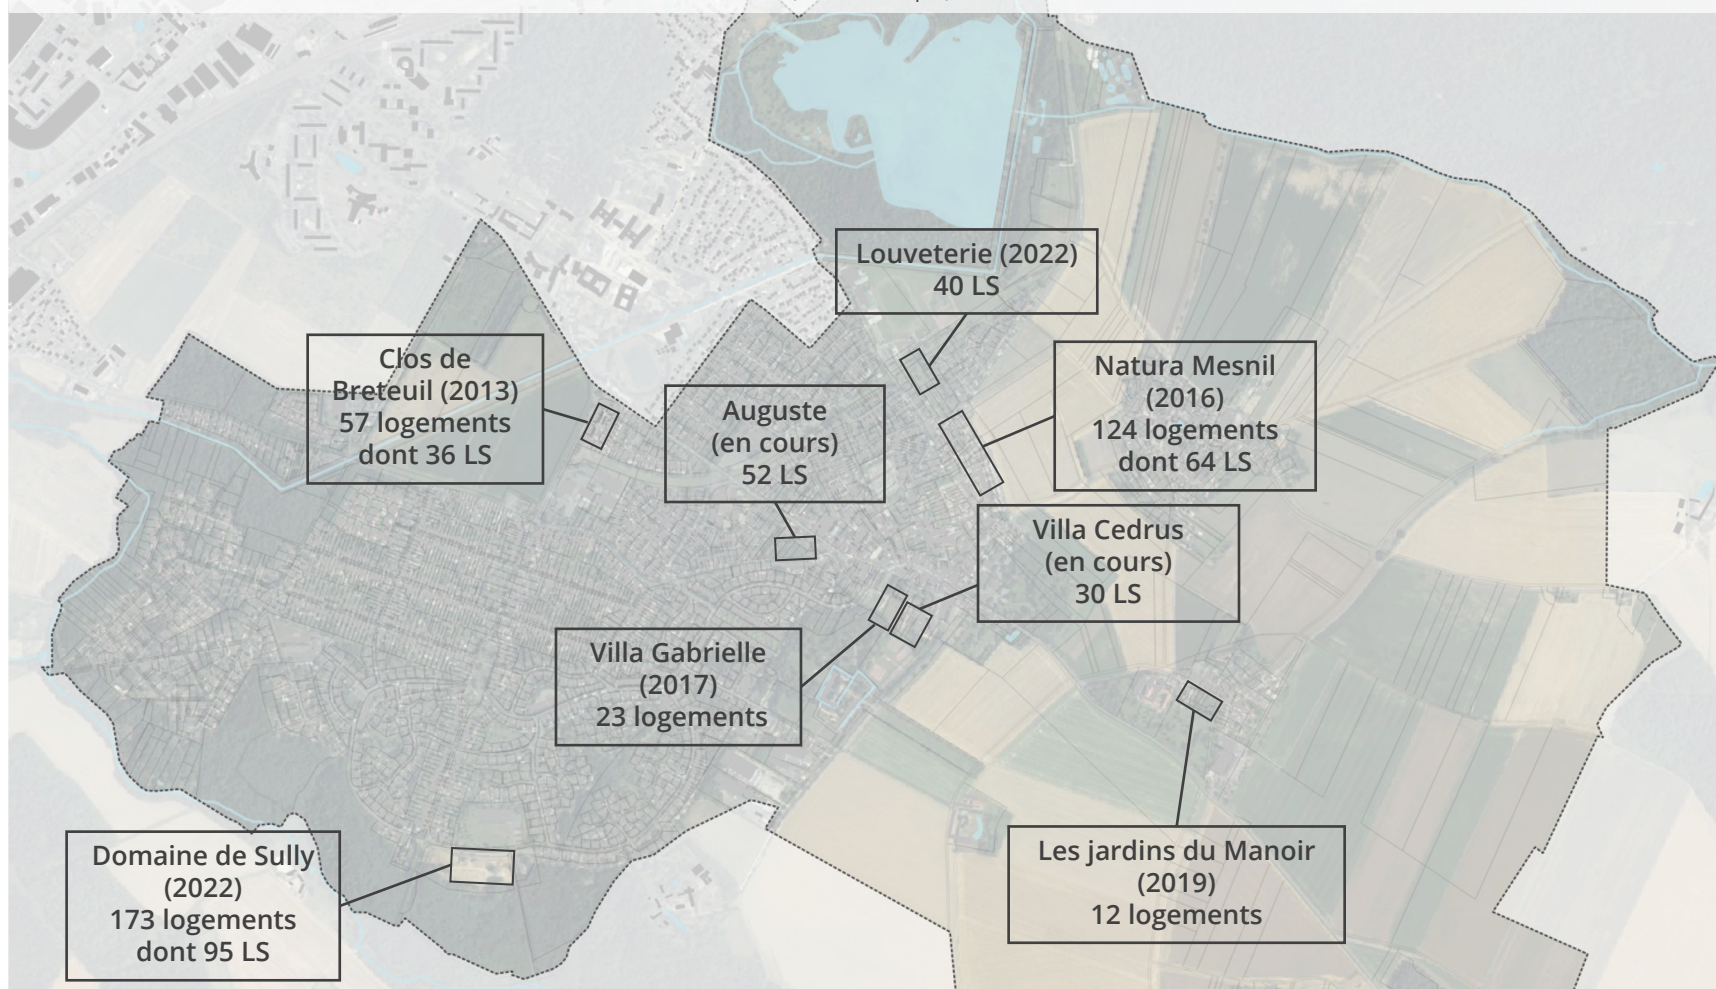 Louveterie (2022)
40 LS
Clos de
Breteuil (2013)
57 logements
dont 36 LS
Natura Mesnil
(2016)
124 logements
dont 64 LS
Auguste
(en cours)
52 LS
Villa Cedrus
(en cours)
30 LS
Villa Gabrielle
(2017)
23 logements
Domaine de Sully
(2022)
173 logements
dont 95 LS
Les jardins du Manoir
(2019)
12 logements